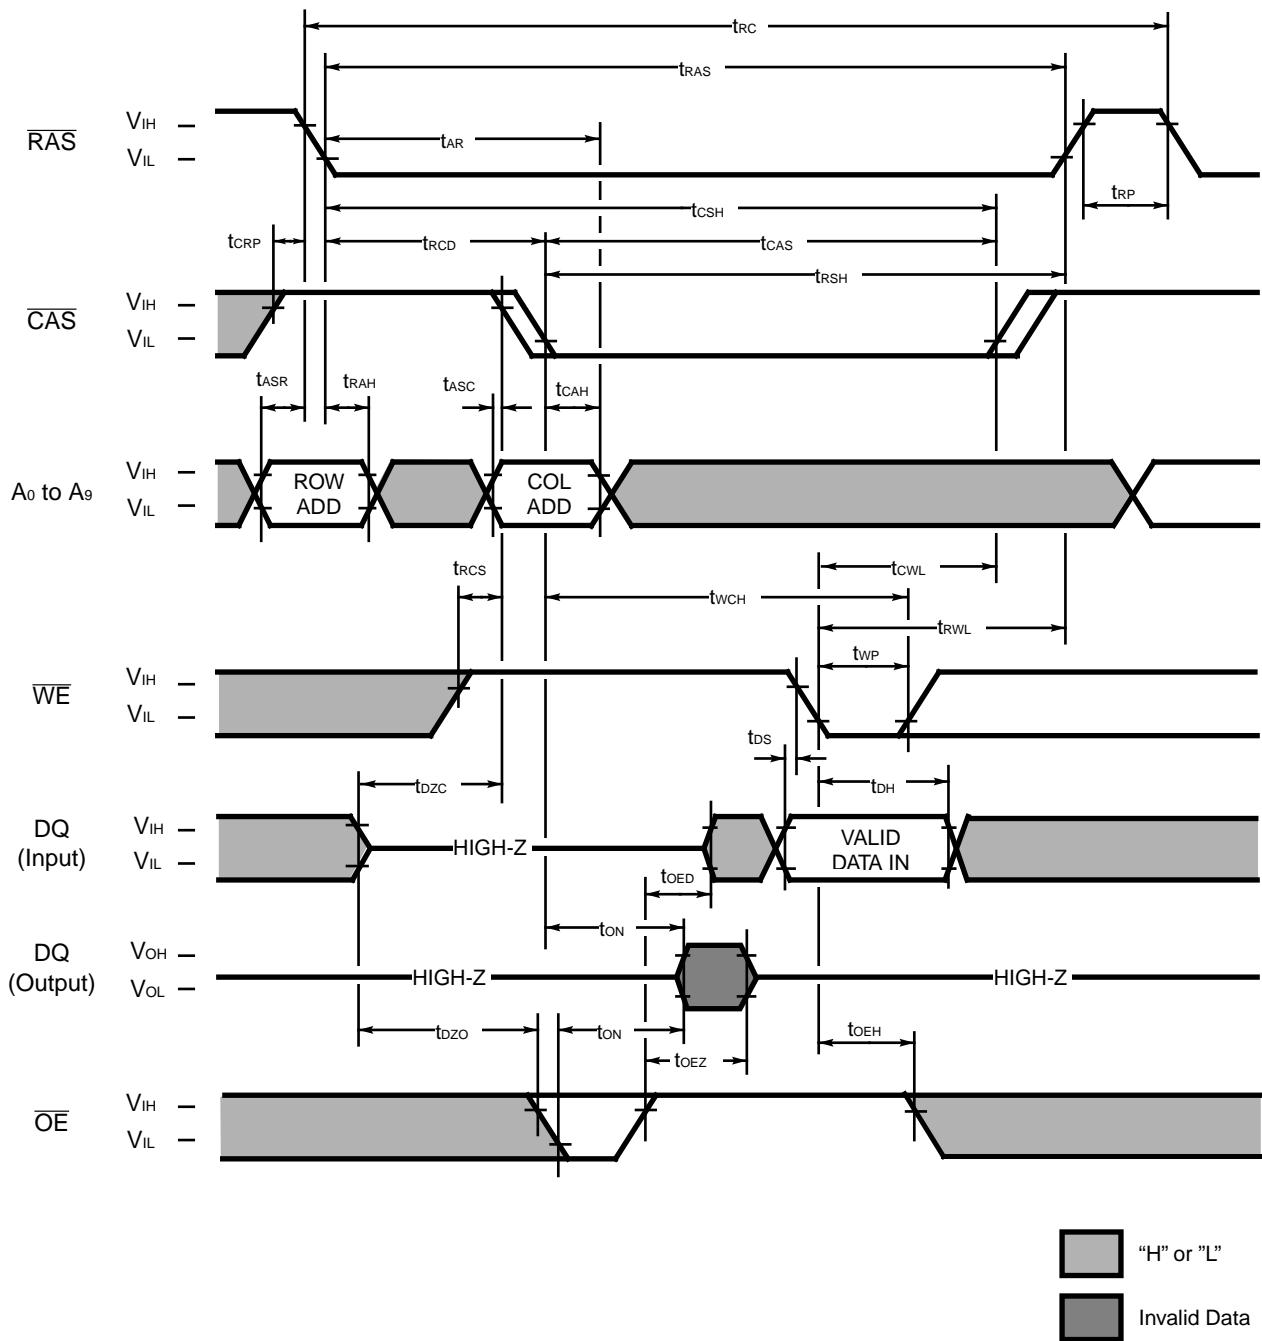 tRC
tRAS
RAS
VIH
VIL
tAR
tRP
tCSH
tCRP
tRCD
tCAS
tRSH
CAS
VIH
VIL
tASR
tRAH
tASC
tCAH
A0 to A9
VIH
VIL
ROW
ADD
COL
ADD
tRCS
tCWL
tWCH
tRWL
tWP
WE
VIH
VIL
tDS
tDZC
tDH
DQ
(Input)
VIH
VIL
HIGH-Z
VALID
DATA IN
tOED
tON
DQ
(Output)
VOH
VOL
HIGH-Z
HIGH-Z
tDZO
tON
tOEZ
tOEH
OE
VIH
VIL
“H” or ”L”
Invalid Data